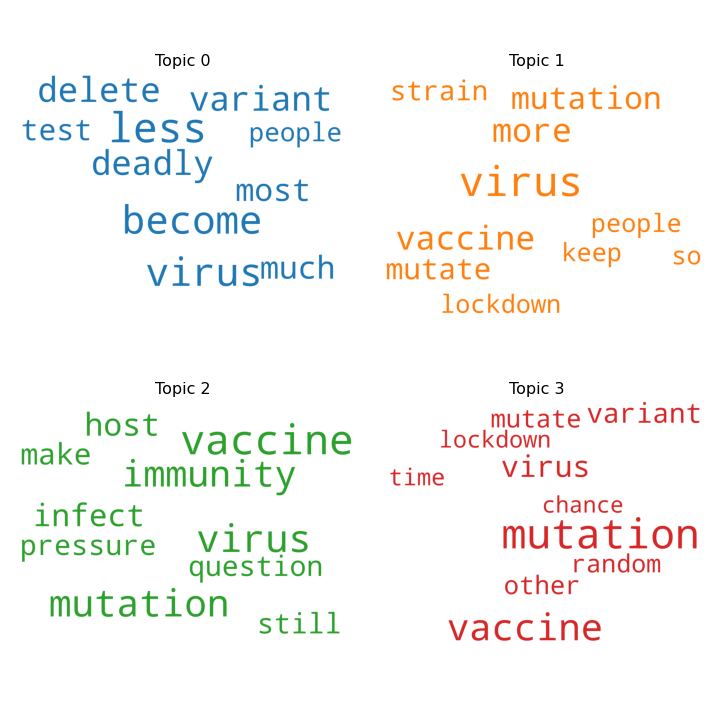 Topic 0
delete
variant
less
test
people
deadly
most
become
much
virus
Topic 1
strain
mutation
more
virus
people
vaccine
keep
so
mutate
lockdown
Topic 2
host
vaccine
make
immunity
infect
virus
pressure
question
mutation
still
Topic 3
variant
mutate
lockdown
virus
time
chance
mutation
random
other
vaccine